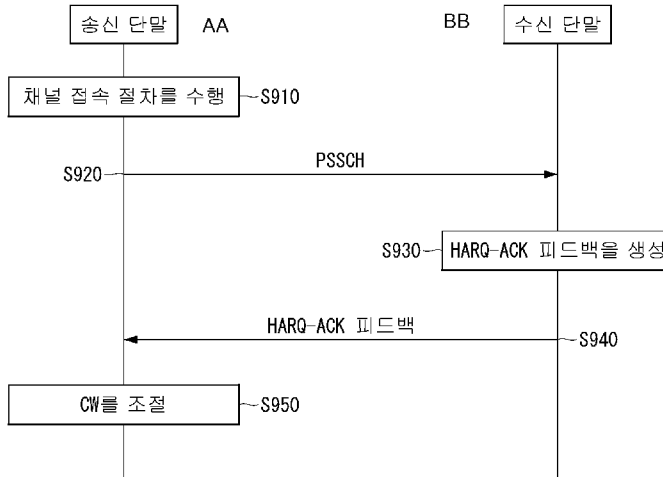 송신 단말 AA
BB 수신 단말
채널 접속 절차를 수행 S910
PSSCH
S920
S930 HARQ-ACK 피드백을 생성
HARQ-ACK 피드백
S940
CW를 조절 S950